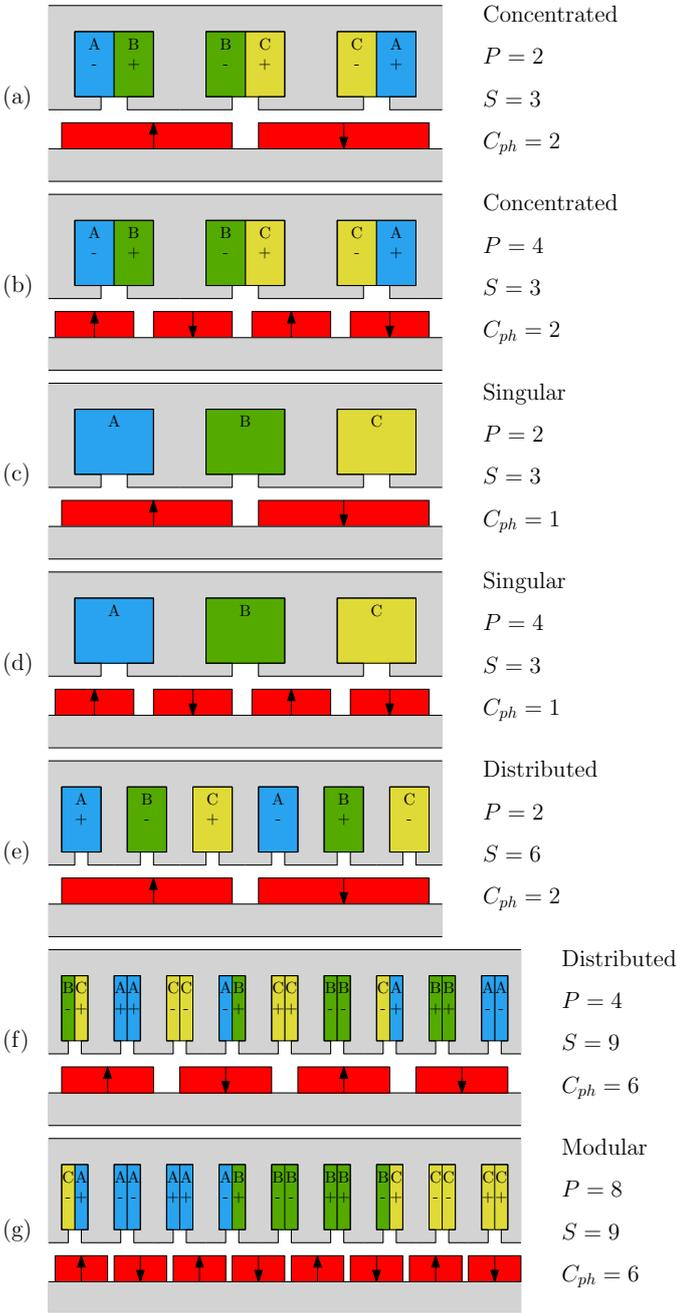 Concentrated
A B B C C A
- + - + - +
P = 2
(a)
S = 3
C_ph = 2
Concentrated
A B B C C A
- + - + - +
P = 4
(b)
S = 3
C_ph = 2
Singular
A B C
P = 2
(c)
S = 3
C_ph = 1
Singular
A B C
P = 4
(d)
S = 3
C_ph = 1
Distributed
A B C A B C
+ - + - + -
P = 2
(e)
S = 6
C_ph = 2
Distributed
BC AA CC AB CC BB CA BB AA
-+ ++ -- -+ ++ -- -+ ++ --
P = 4
(f)
S = 9
C_ph = 6
Modular
CA AA AA AB BB BB BC CC CC
-+ -- ++ -+ -- ++ -+ -- ++
P = 8
(g)
S = 9
C_ph = 6